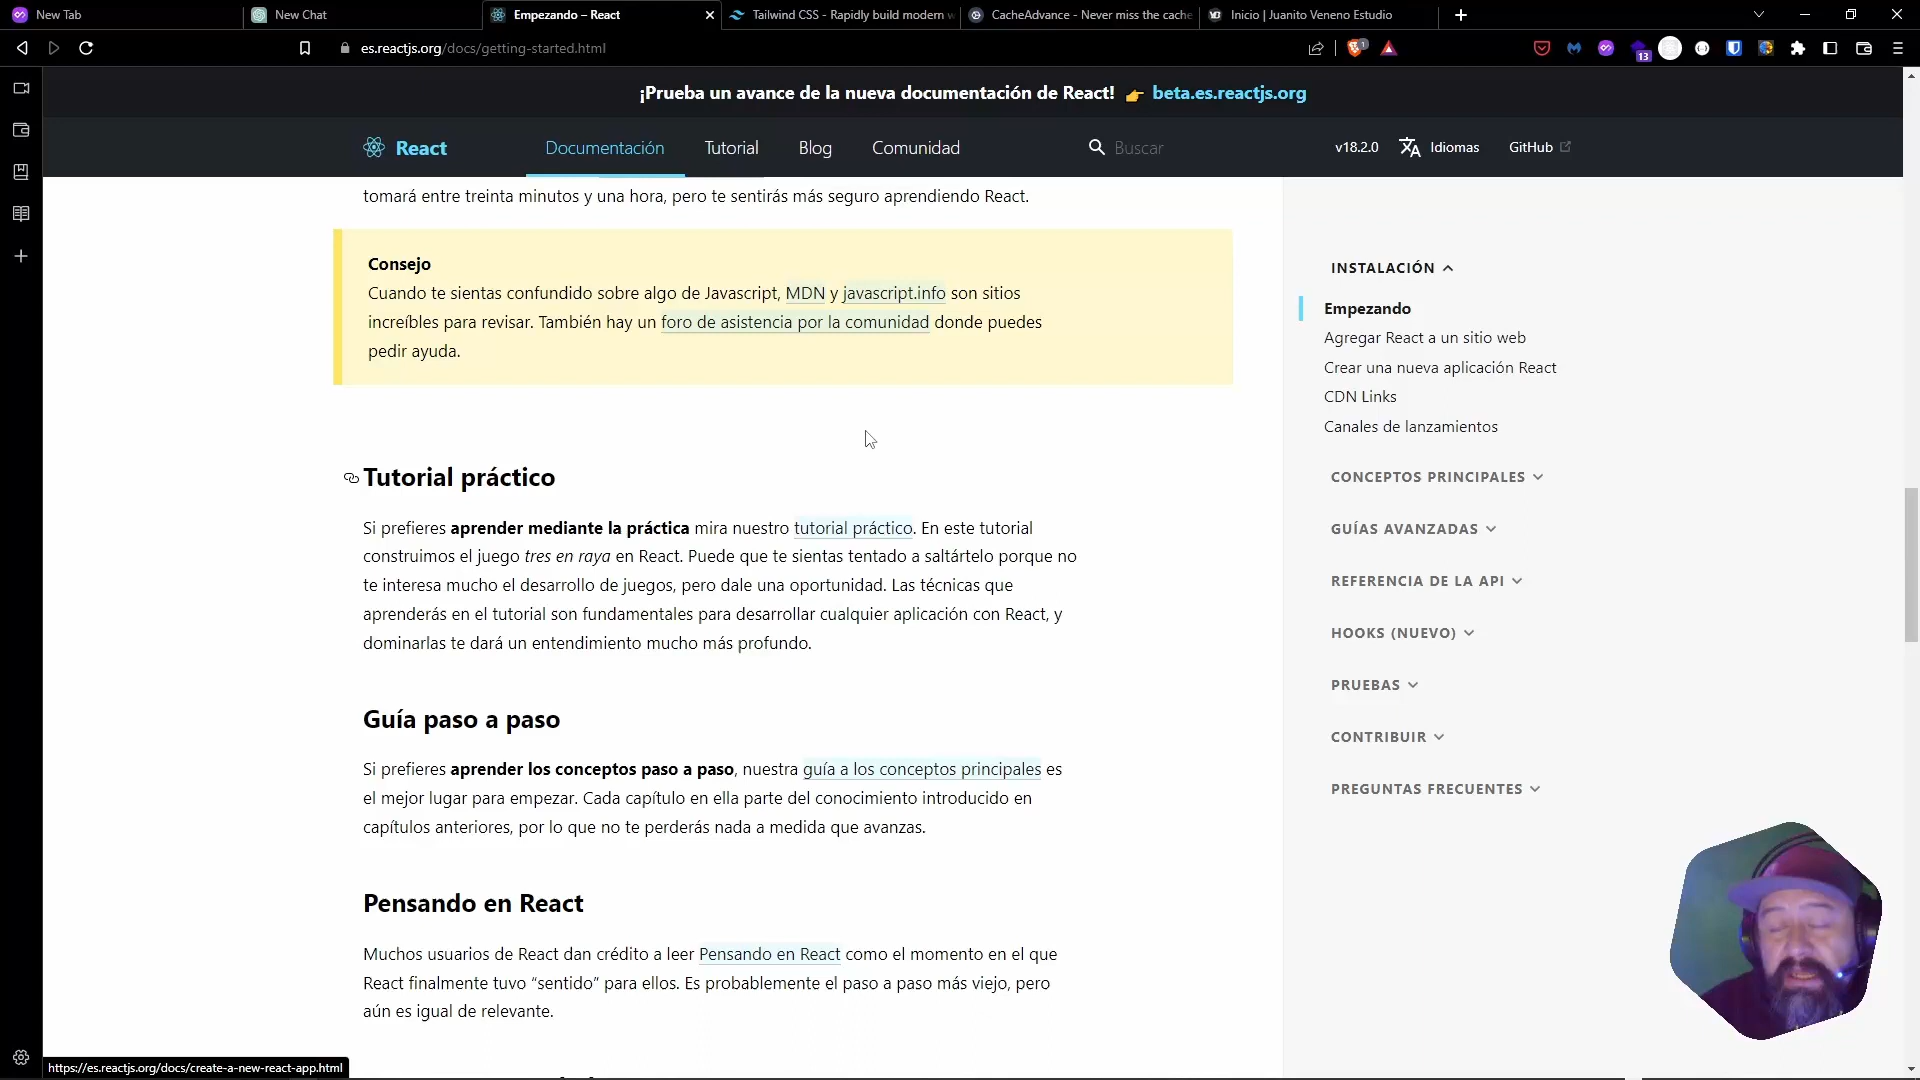 New Tab
New Chat
Empezando – React
Tailwind CSS - Rapidly build modern w
CacheAdvance - Never miss the cache
Inicio | Juanito Veneno Estudio
es.reactjs.org/docs/getting-started.html
1
13
¡Prueba un avance de la nueva documentación de React! 👉 beta.es.reactjs.org
React
Documentación
Tutorial
Blog
Comunidad
Buscar
v18.2.0
Idiomas
GitHub
tomará entre treinta minutos y una hora, pero te sentirás más seguro aprendiendo React.
Consejo
Cuando te sientas confundido sobre algo de Javascript, MDN y javascript.info son sitios
increíbles para revisar. También hay un foro de asistencia por la comunidad donde puedes
pedir ayuda.
Tutorial práctico
Si prefieres aprender mediante la práctica mira nuestro tutorial práctico. En este tutorial
construimos el juego tres en raya en React. Puede que te sientas tentado a saltártelo porque no
te interesa mucho el desarrollo de juegos, pero dale una oportunidad. Las técnicas que
aprenderás en el tutorial son fundamentales para desarrollar cualquier aplicación con React, y
dominarlas te dará un entendimiento mucho más profundo.
Guía paso a paso
Si prefieres aprender los conceptos paso a paso, nuestra guía a los conceptos principales es
el mejor lugar para empezar. Cada capítulo en ella parte del conocimiento introducido en
capítulos anteriores, por lo que no te perderás nada a medida que avanzas.
Pensando en React
Muchos usuarios de React dan crédito a leer Pensando en React como el momento en el que
React finalmente tuvo “sentido” para ellos. Es probablemente el paso a paso más viejo, pero
aún es igual de relevante.
INSTALACIÓN
Empezando
Agregar React a un sitio web
Crear una nueva aplicación React
CDN Links
Canales de lanzamientos
CONCEPTOS PRINCIPALES
GUÍAS AVANZADAS
REFERENCIA DE LA API
HOOKS (NUEVO)
PRUEBAS
CONTRIBUIR
PREGUNTAS FRECUENTES
https://es.reactjs.org/docs/create-a-new-react-app.html